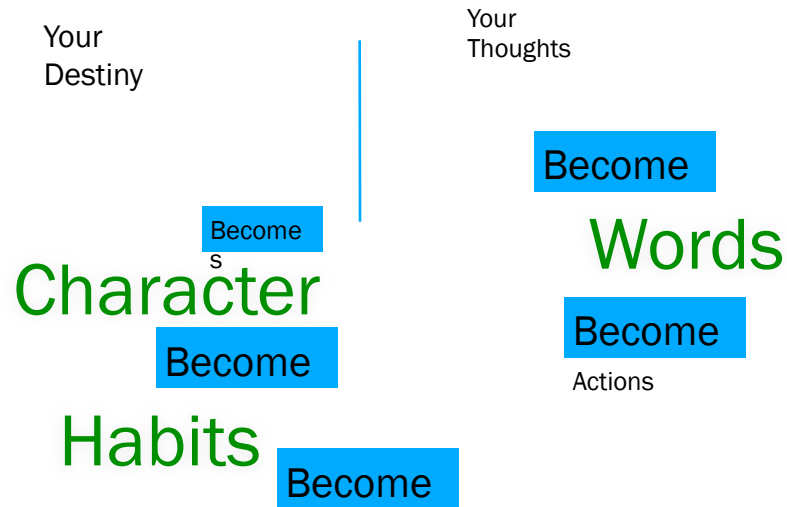 Your
Thoughts
Become
Words
Become
Actions
Become
Habits
Become
Character
Become
s
Your
Destiny